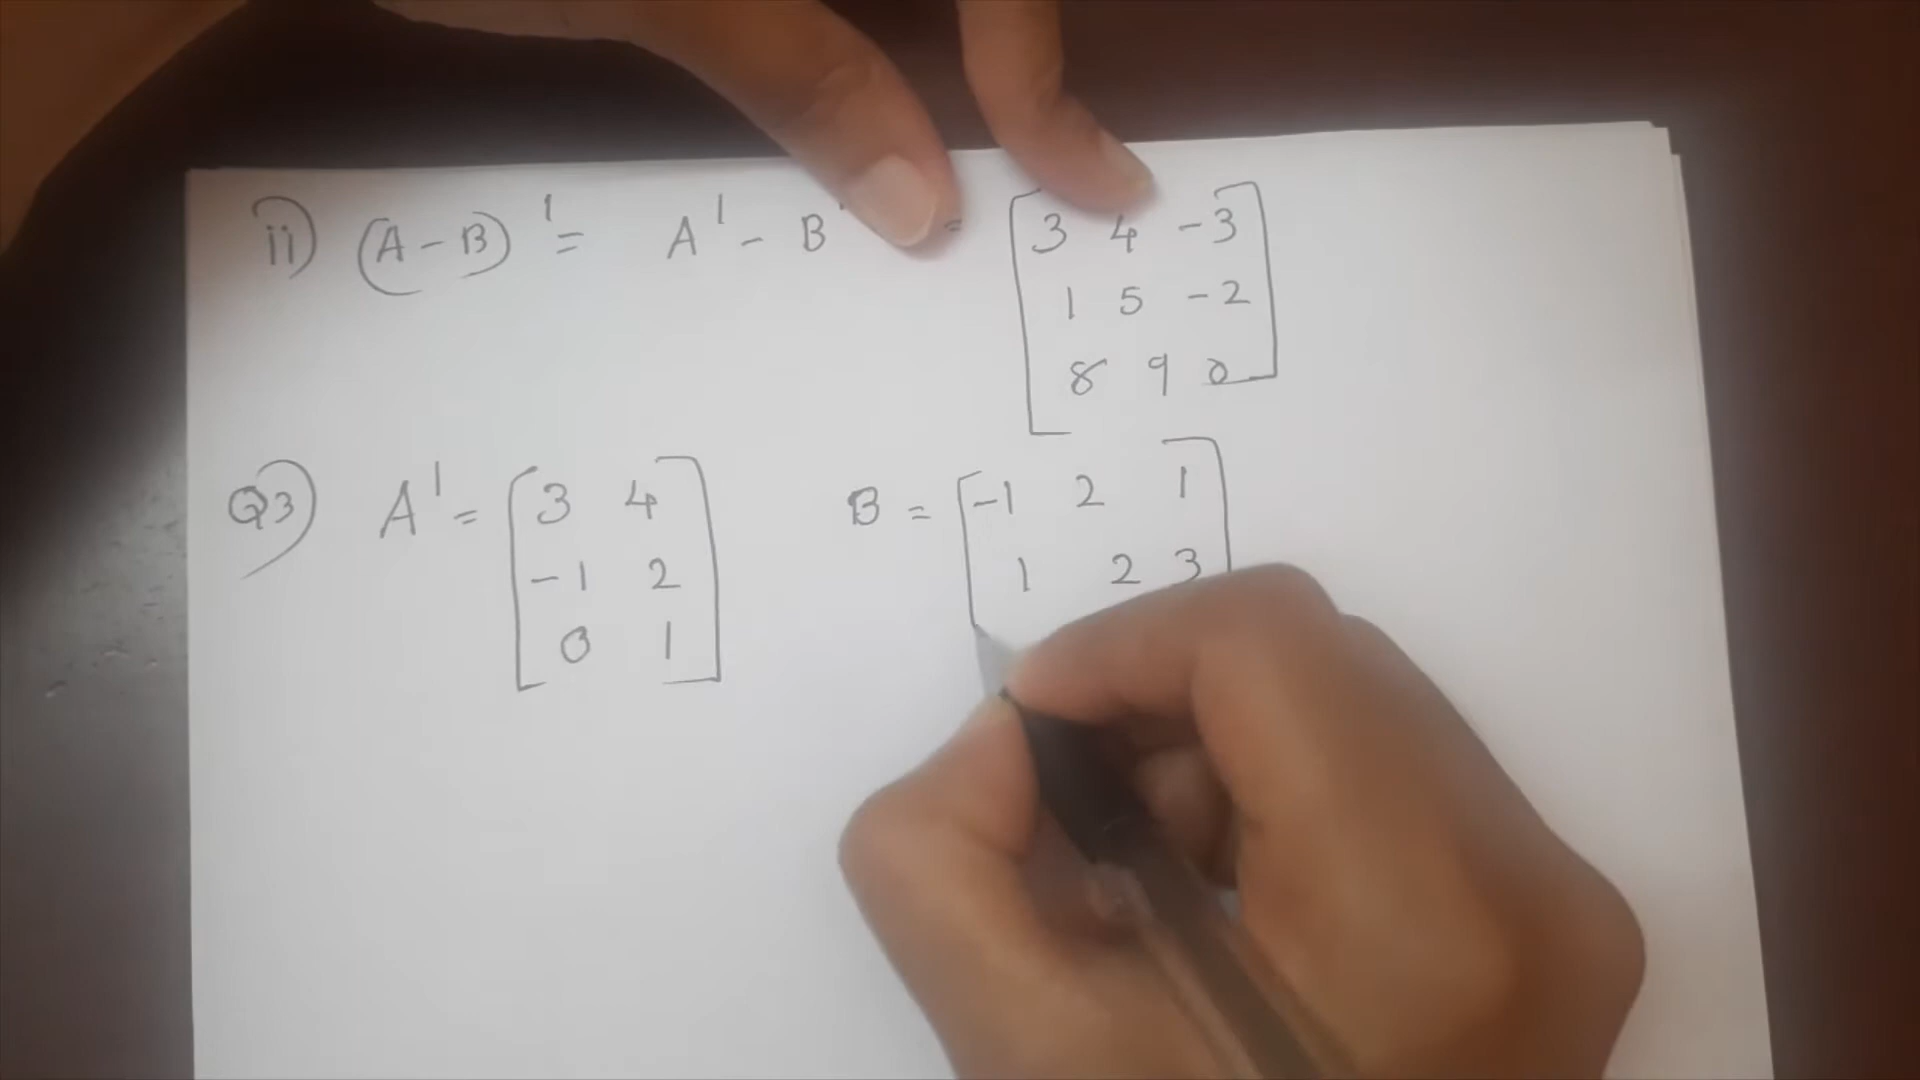 ii) (A - B)' = A' - B' = [3 4 -3
1 5 -2
8 9 0]
Q3) A' = [3 4 B = [-1 2 1
-1 2 1 2 3
0 1]